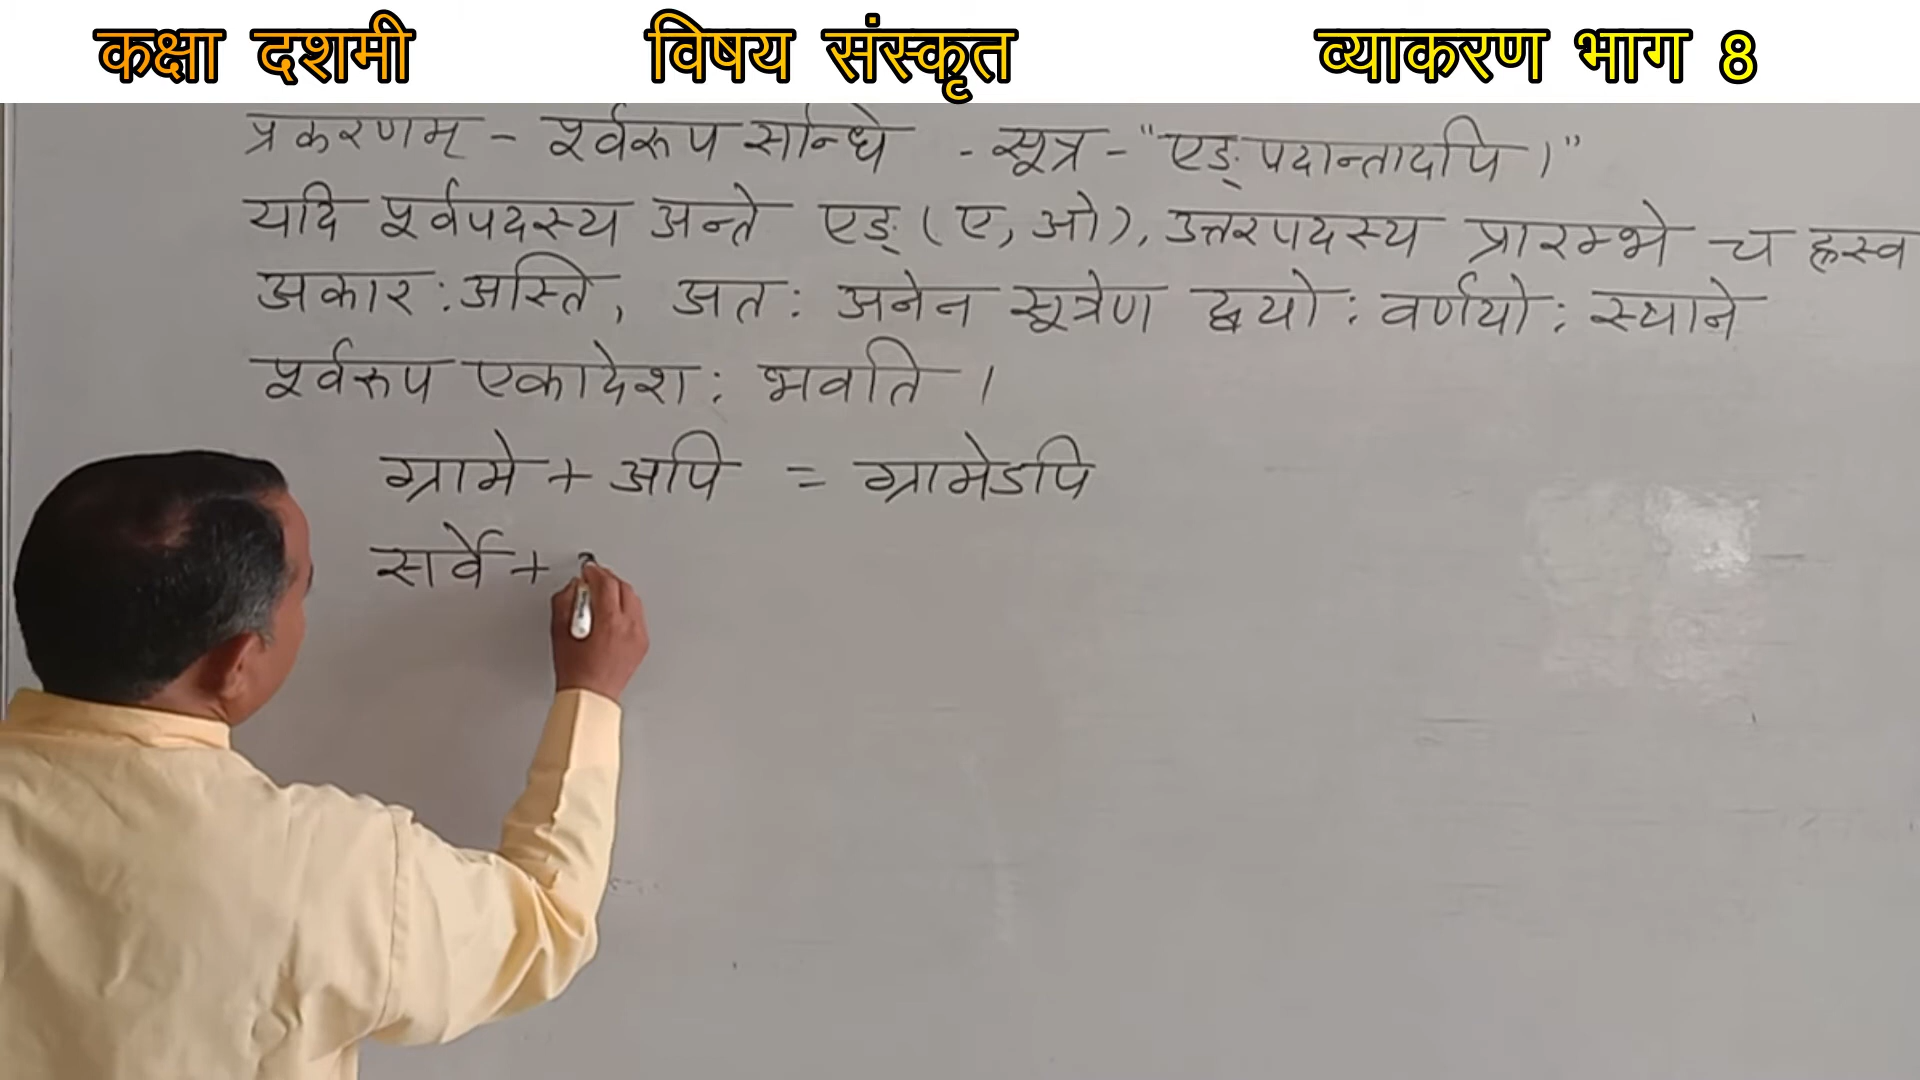 कक्षा दशमी विषय संस्कृत व्याकरण भाग 8
प्रकरणम् - पूर्वरूप सन्धि - सूत्र - "एङ् पदान्तादपि ।"
यदि पूर्वपदस्य अन्ते एङ् (ए, ओ), उत्तरपदस्य प्रारम्भे च ह्रस्व
अकार: अस्ति, अत: अनेन सूत्रेण द्वयो: वर्णयो: स्थाने
पूर्वरूप एकादेश: भवति ।
ग्रामे + अपि = ग्रामेऽपि
सर्वे +